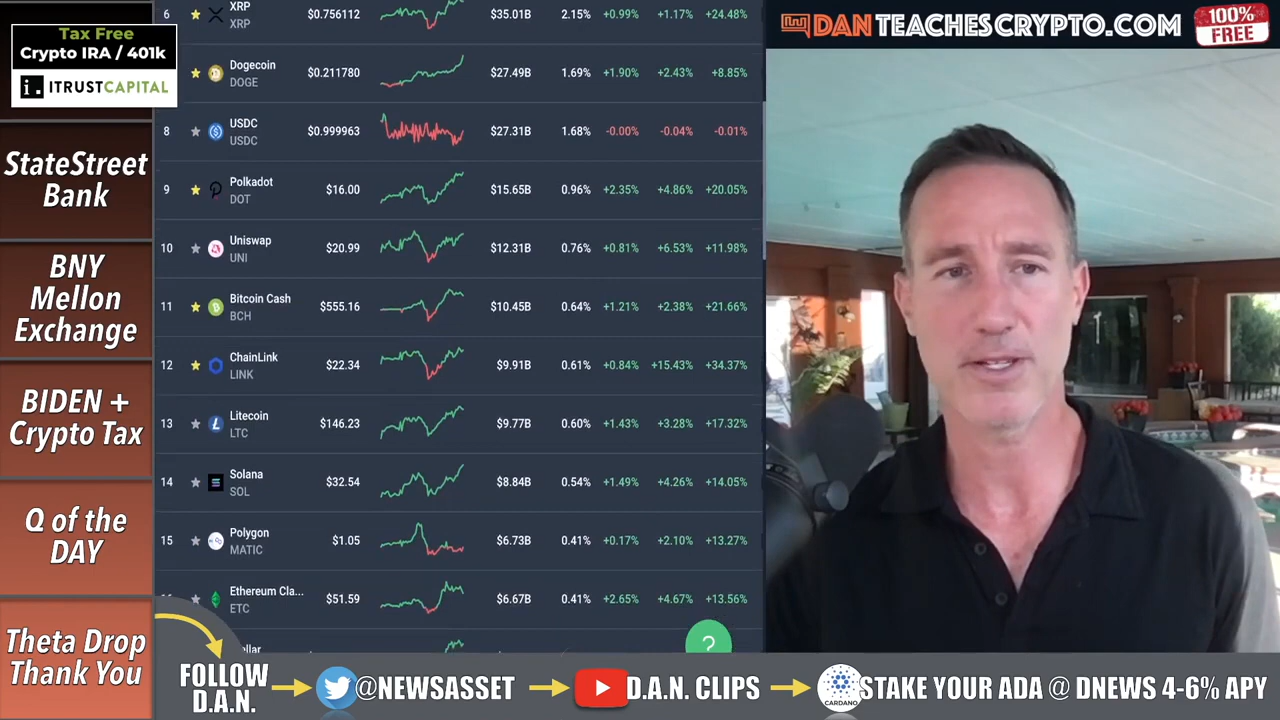 Tax Free
Crypto IRA / 401k
i. ITRUSTCAPITAL
StateStreet
Bank
BNY
Mellon
Exchange
BIDEN +
Crypto Tax
Q of the
DAY
Theta Drop
Thank You
6 XRP $0.756112 $35.01B 2.15% +0.99% +1.17% +24.48%
XRP
Dogecoin $0.211780 $27.49B 1.69% +1.90% +2.43% +8.85%
DOGE
8 USDC $0.999963 $27.31B 1.68% -0.00% -0.04% -0.01%
USDC
9 Polkadot $16.00 $15.65B 0.96% +2.35% +4.86% +20.05%
DOT
10 Uniswap $20.99 $12.31B 0.76% +0.81% +6.53% +11.98%
UNI
11 Bitcoin Cash $555.16 $10.45B 0.64% +1.21% +2.38% +21.66%
BCH
12 ChainLink $22.34 $9.91B 0.61% +0.84% +15.43% +34.37%
LINK
13 Litecoin $146.23 $9.77B 0.60% +1.43% +3.28% +17.32%
LTC
14 Solana $32.54 $8.84B 0.54% +1.49% +4.26% +14.05%
SOL
15 Polygon $1.05 $6.73B 0.41% +0.17% +2.10% +13.27%
MATIC
Ethereum Cla... $51.59 $6.67B 0.41% +2.65% +4.67% +13.56%
ETC
?
DANTEACHESCRYPTO.COM
100%
FREE
FOLLOW
D.A.N.
@NEWSASSET
D.A.N. CLIPS
CARDANO
STAKE YOUR ADA @ DNEWS 4-6% APY